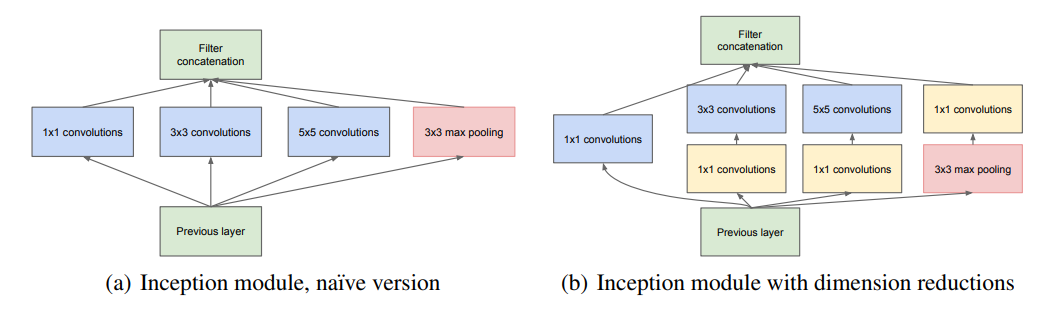 Filter
concatenation
1x1 convolutions
3x3 convolutions
5x5 convolutions
3x3 max pooling
Previous layer
(a) Inception module, naïve version
Filter
concatenation
3x3 convolutions
5x5 convolutions
1x1 convolutions
1x1 convolutions
1x1 convolutions
1x1 convolutions
3x3 max pooling
Previous layer
(b) Inception module with dimension reductions